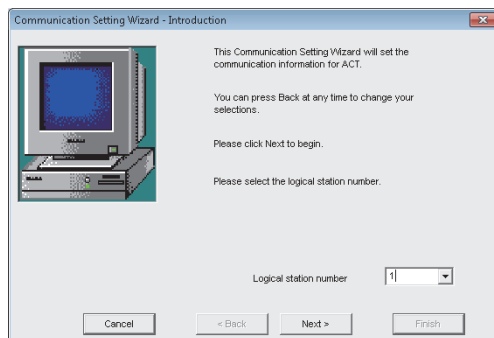 Communication Setting Wizard - Introduction
This Communication Setting Wizard will set the
communication information for ACT.
You can press Back at any time to change your
selections.
Please click Next to begin.
Please select the logical station number.
Logical station number 1
Cancel < Back Next > Finish